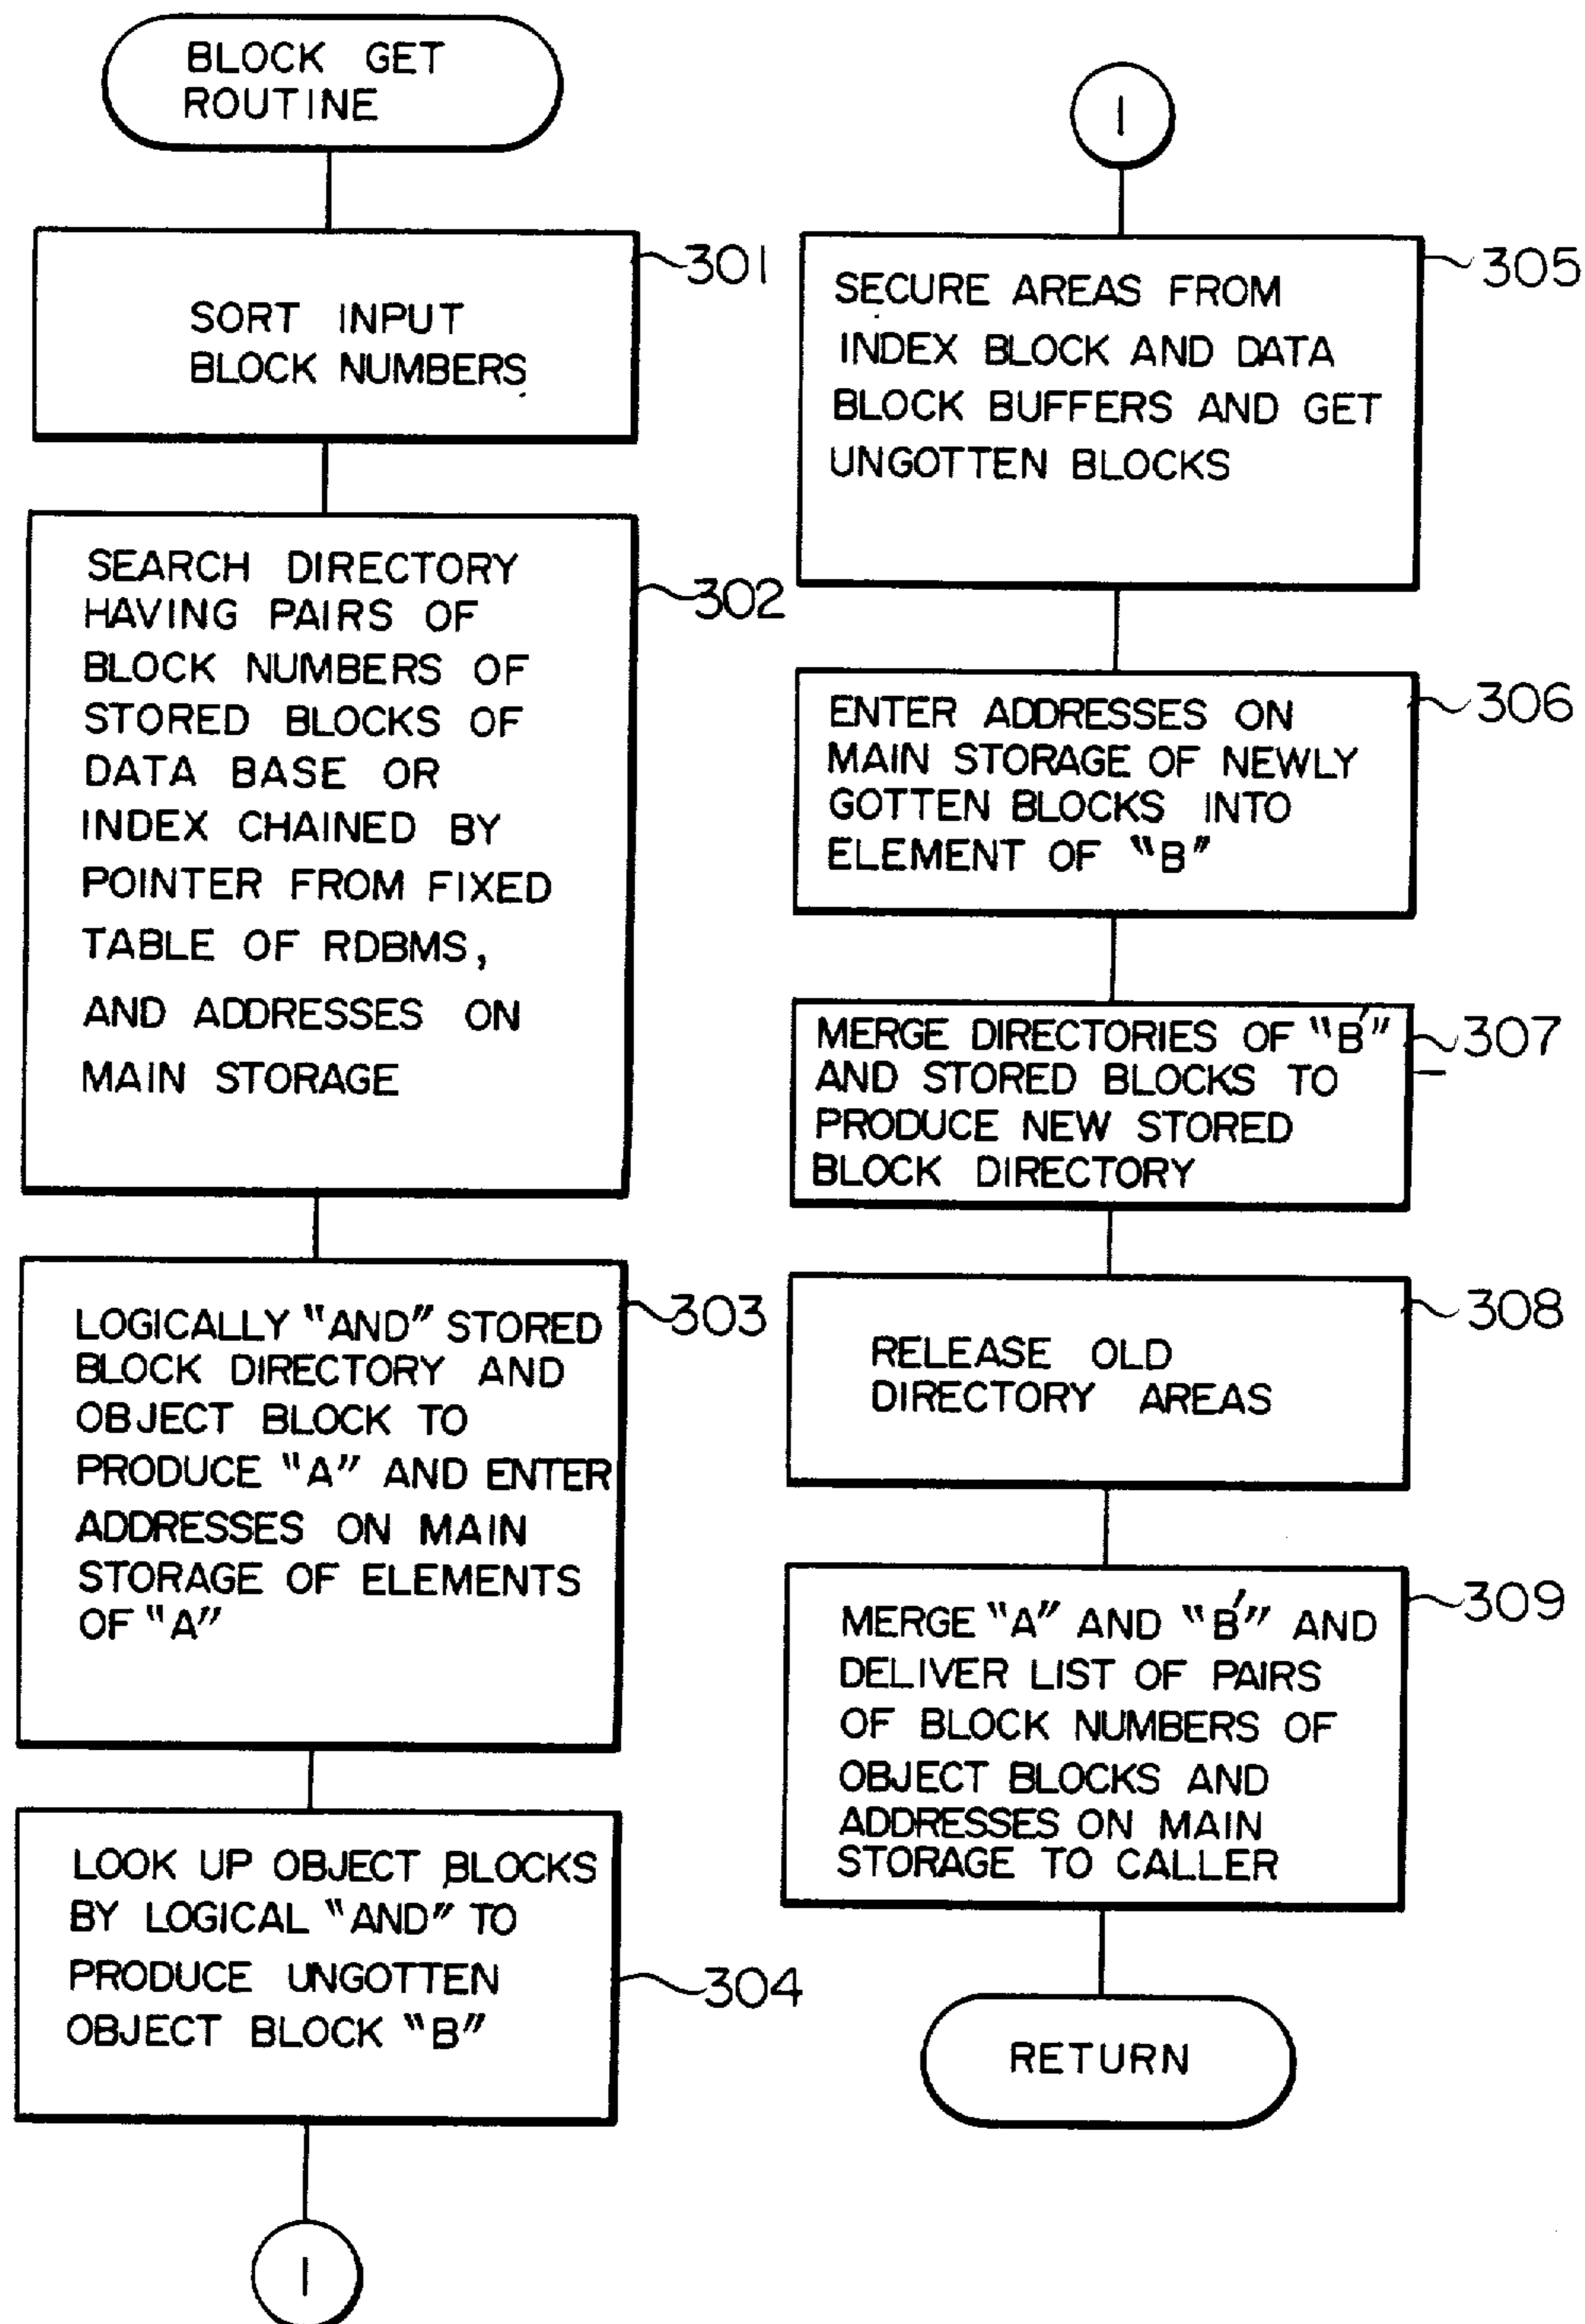 BLOCK GET
ROUTINE
301
SORT INPUT
BLOCK NUMBERS
302
SEARCH DIRECTORY
HAVING PAIRS OF
BLOCK NUMBERS OF
STORED BLOCKS OF
DATA BASE OR
INDEX CHAINED BY
POINTER FROM FIXED
TABLE OF RDBMS,
AND ADDRESSES ON
MAIN STORAGE
303
LOGICALLY "AND" STORED
BLOCK DIRECTORY AND
OBJECT BLOCK TO
PRODUCE "A" AND ENTER
ADDRESSES ON MAIN
STORAGE OF ELEMENTS
OF "A"
304
LOOK UP OBJECT BLOCKS
BY LOGICAL "AND" TO
PRODUCE UNGOTTEN
OBJECT BLOCK "B"
1
1
305
SECURE AREAS FROM
INDEX BLOCK AND DATA
BLOCK BUFFERS AND GET
UNGOTTEN BLOCKS
306
ENTER ADDRESSES ON
MAIN STORAGE OF NEWLY
GOTTEN BLOCKS INTO
ELEMENT OF "B"
307
MERGE DIRECTORIES OF "B'"
AND STORED BLOCKS TO
PRODUCE NEW STORED
BLOCK DIRECTORY
308
RELEASE OLD
DIRECTORY AREAS
309
MERGE "A" AND "B'" AND
DELIVER LIST OF PAIRS
OF BLOCK NUMBERS OF
OBJECT BLOCKS AND
ADDRESSES ON MAIN
STORAGE TO CALLER
RETURN